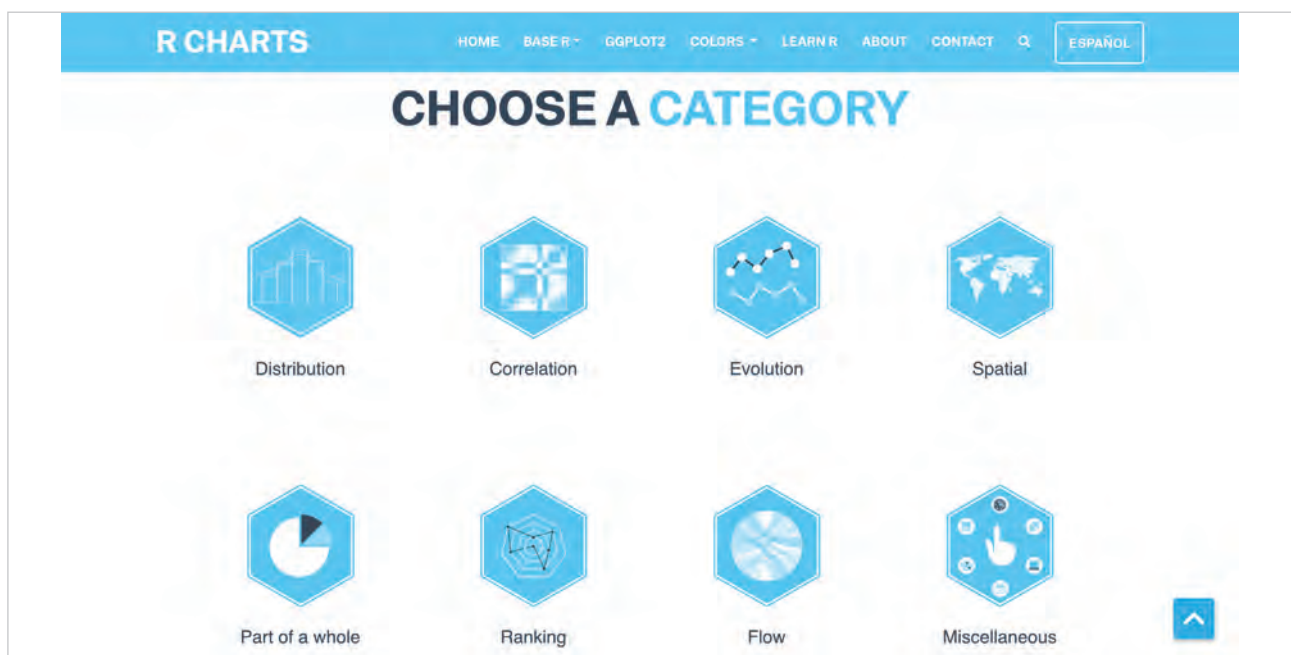 R CHARTS HOME BASE R GGPLOT2 COLORS LEARN R ABOUT CONTACT ESPAÑOL
CHOOSE A CATEGORY
Distribution Correlation Evolution Spatial
Part of a whole Ranking Flow Miscellaneous